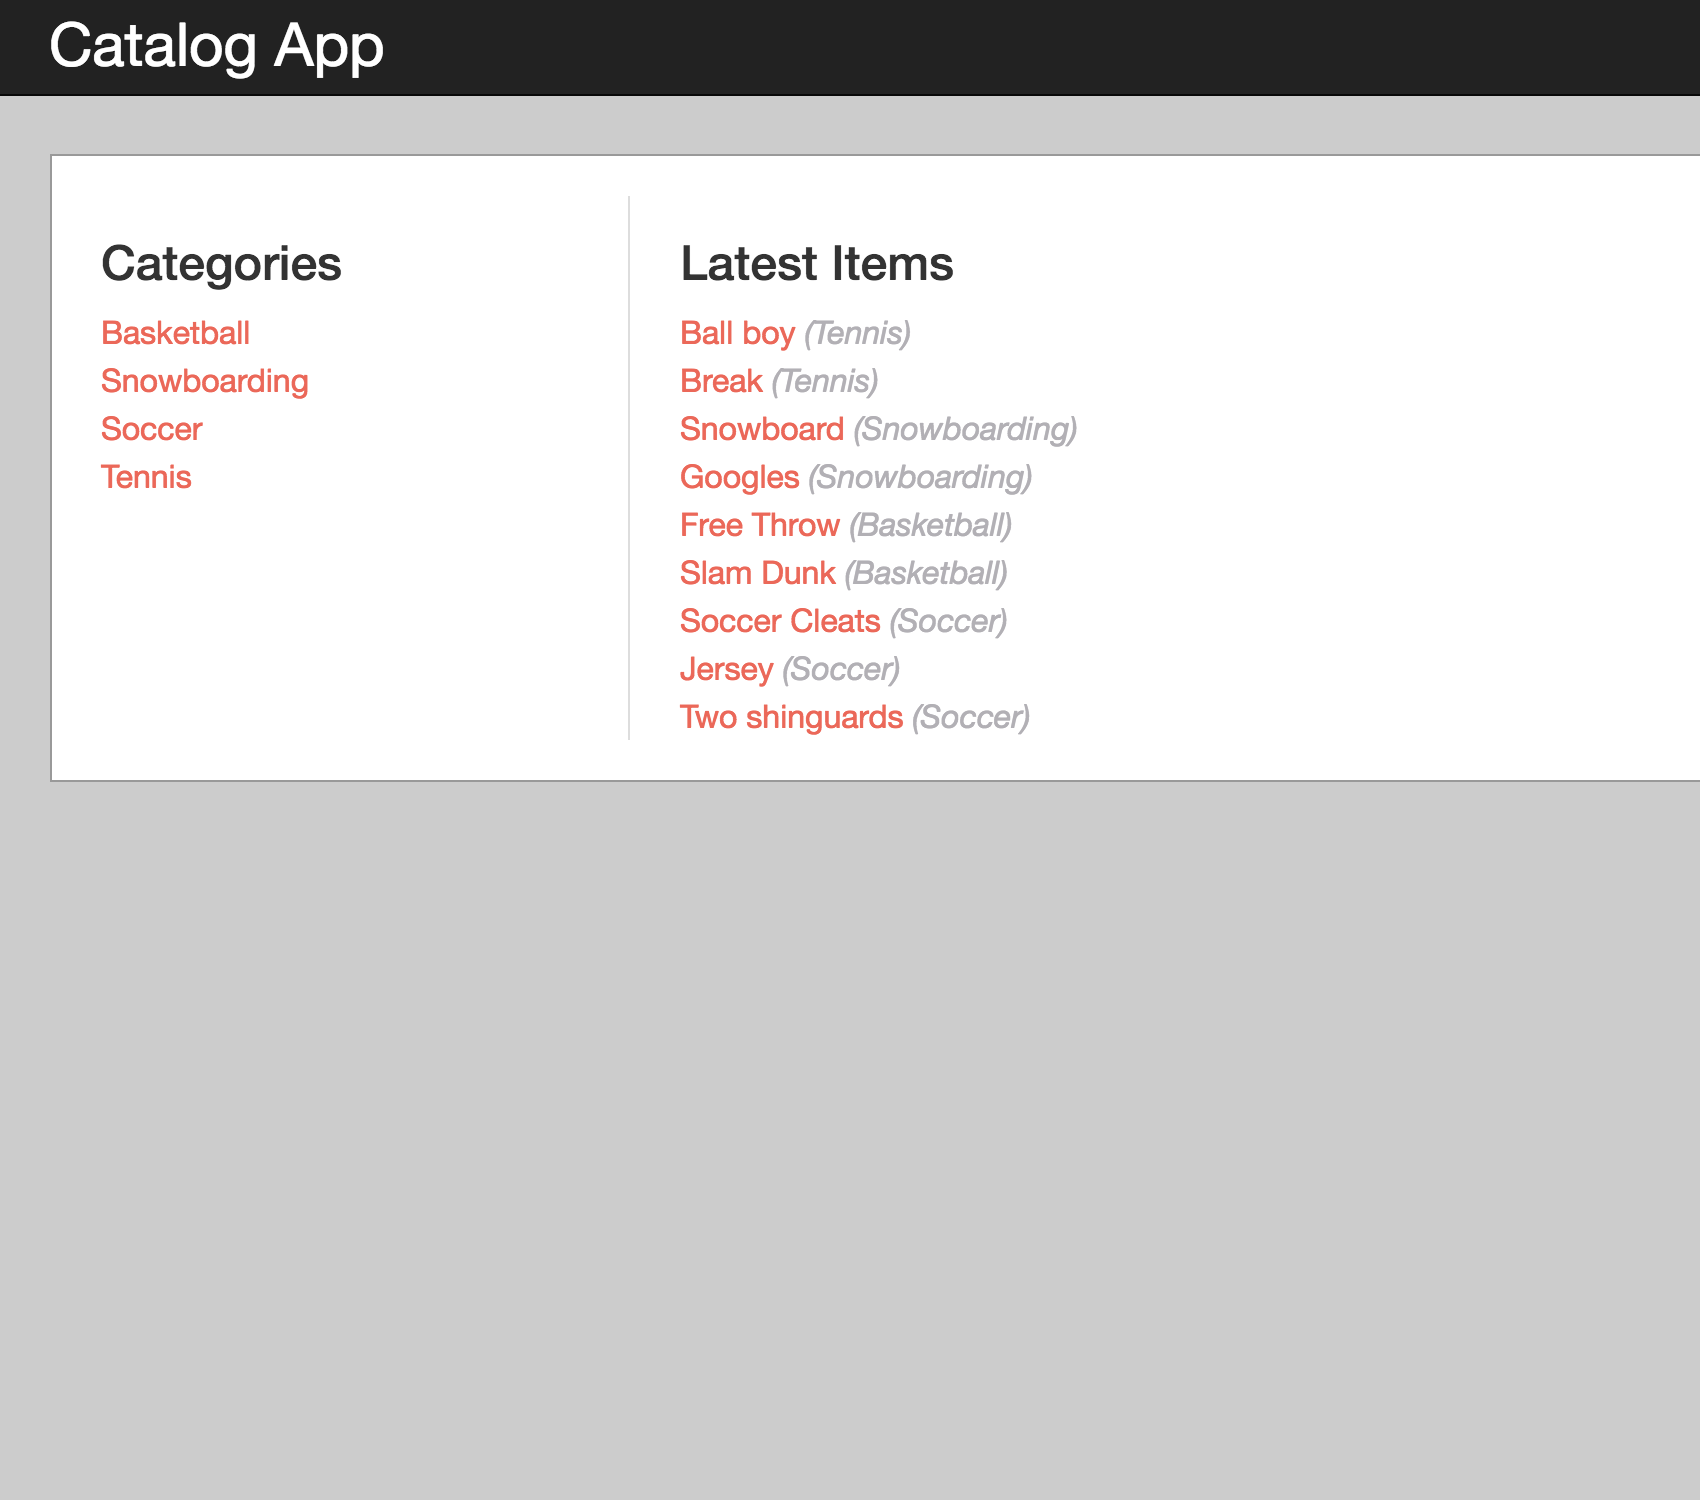 Catalog App
Categories
Basketball
Snowboarding
Soccer
Tennis
Latest Items
Ball boy (Tennis)
Break (Tennis)
Snowboard (Snowboarding)
Googles (Snowboarding)
Free Throw (Basketball)
Slam Dunk (Basketball)
Soccer Cleats (Soccer)
Jersey (Soccer)
Two shinguards (Soccer)